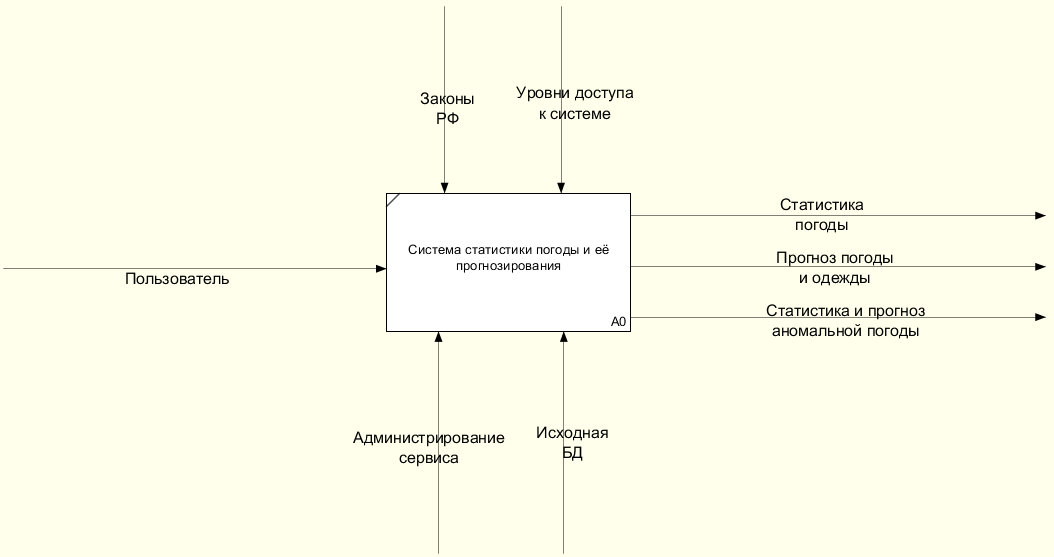 Законы
РФ
Уровни доступа
к системе
Статистика
погоды
Система статистики погоды и её
прогнозирования
Пользователь
Прогноз погоды
и одежды
Статистика и прогноз
аномальной погоды
A0
Администрирование
сервиса
Исходная
БД